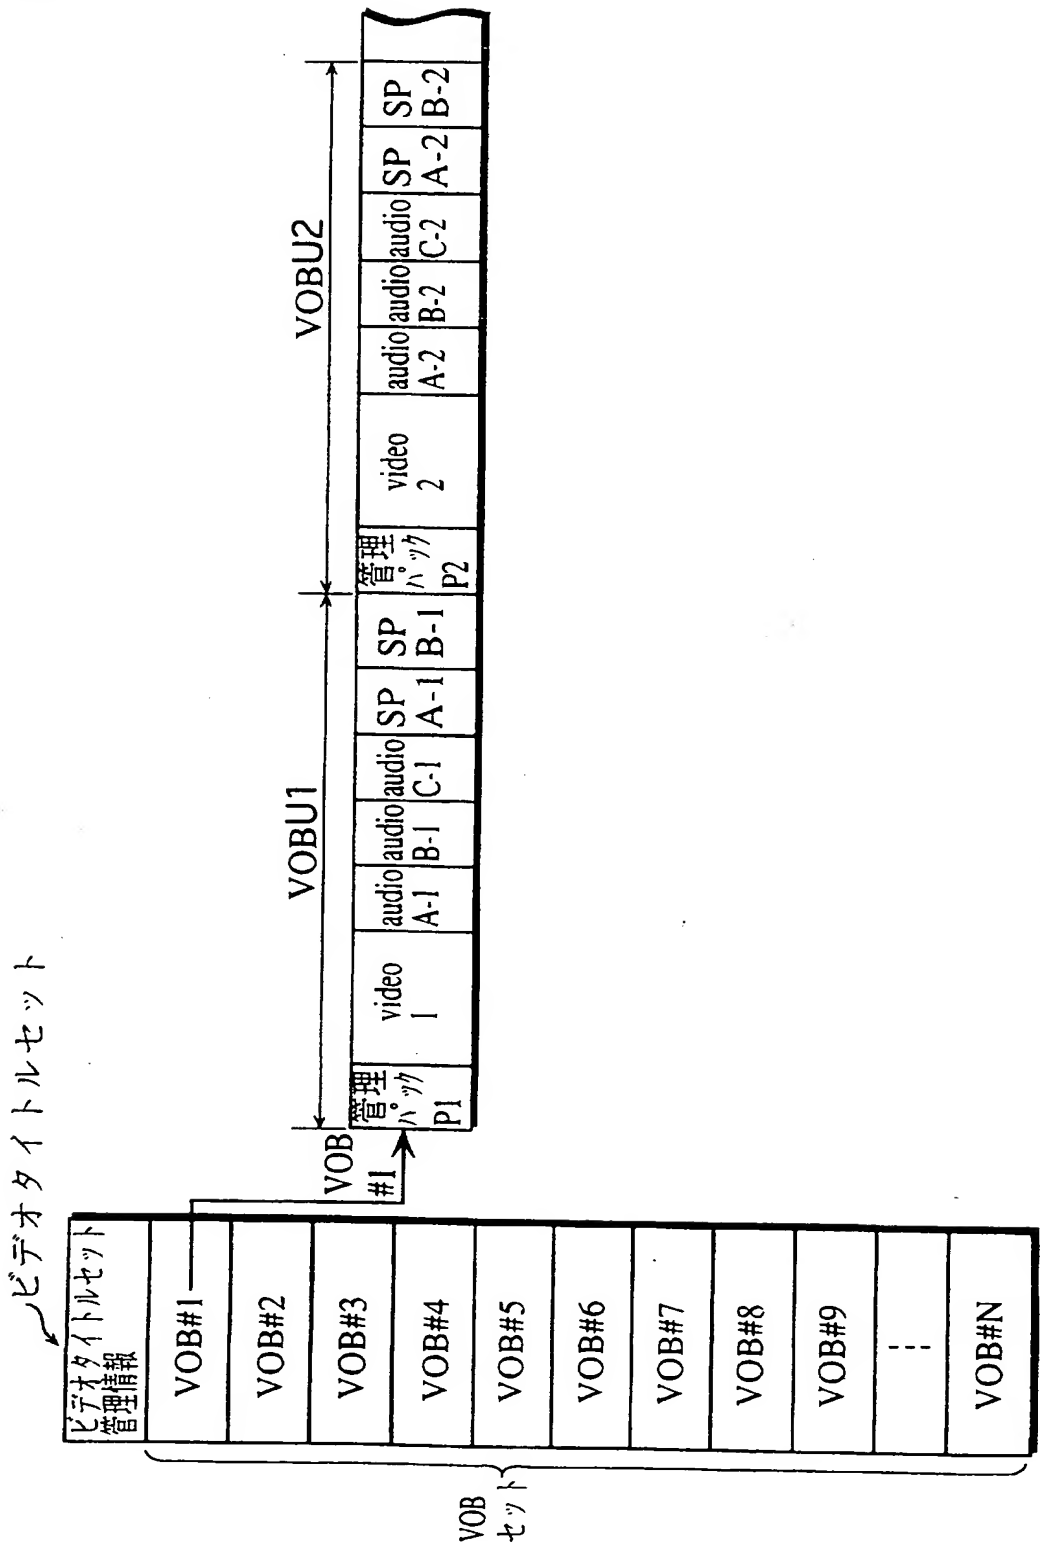 ビデオタイトルセット
ビデオタイトルセット
管理情報
VOB#1
VOB#2
VOB#3
VOB#4
VOB#5
VOB#6
VOB#7
VOB#8
VOB#9
VOB#N
VOB
セット
VOB
#1
VOBU1
管理
パック
P1
video
1
audio
A-1
audio
B-1
audio
C-1
SP
A-1
SP
B-1
VOBU2
管理
パック
P2
video
2
audio
A-2
audio
B-2
audio
C-2
SP
A-2
SP
B-2